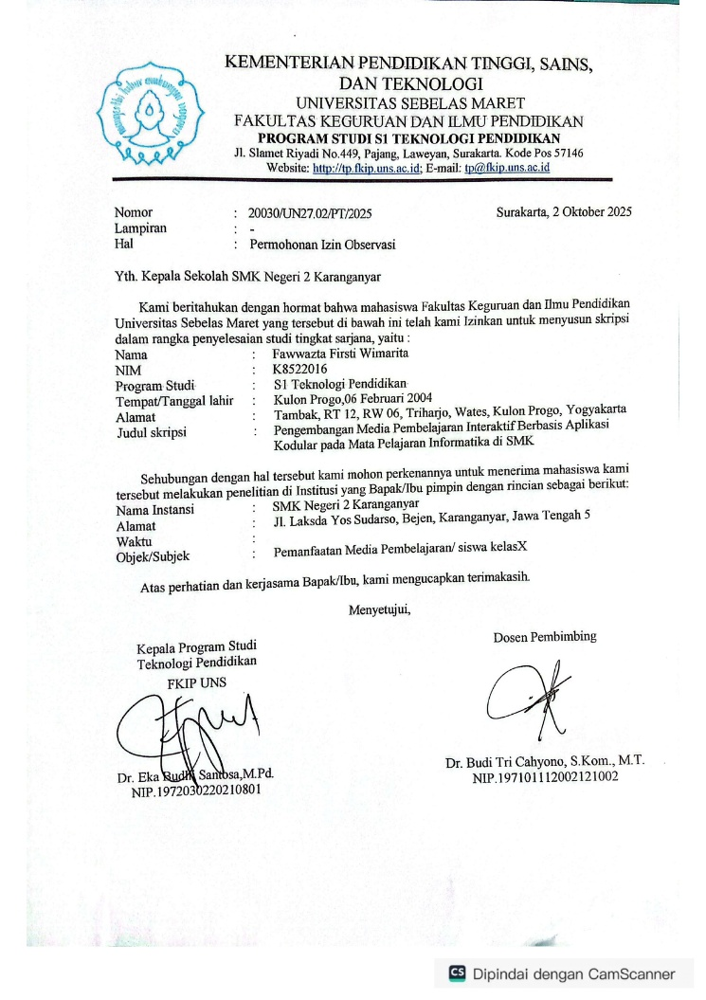 KEMENTERIAN PENDIDIKAN TINGGI, SAINS,
DAN TEKNOLOGI
UNIVERSITAS SEBELAS MARET
FAKULTAS KEGURUAN DAN ILMU PENDIDIKAN
PROGRAM STUDI S1 TEKNOLOGI PENDIDIKAN
Jl. Slamet Riyadi No.449, Pajang, Laweyan, Surakarta. Kode Pos 57146
Website: http://tp.fkip.uns.ac.id; E-mail: tp@fkip.uns.ac.id
Nomor : 20030/UN27.02/PT/2025 Surakarta, 2 Oktober 2025
Lampiran : -
Hal : Permohonan Izin Observasi
Yth. Kepala Sekolah SMK Negeri 2 Karanganyar
Kami beritahukan dengan hormat bahwa mahasiswa Fakultas Keguruan dan Ilmu Pendidikan
Universitas Sebelas Maret yang tersebut di bawah ini telah kami Izinkan untuk menyusun skripsi
dalam rangka penyelesaian studi tingkat sarjana, yaitu :
Nama : Fawwazta Firsti Wimarita
NIM : K8522016
Program Studi : S1 Teknologi Pendidikan
Tempat/Tanggal lahir : Kulon Progo,06 Februari 2004
Alamat : Tambak, RT 12, RW 06, Triharjo, Wates, Kulon Progo, Yogyakarta
Judul skripsi : Pengembangan Media Pembelajaran Interaktif Berbasis Aplikasi
Kodular pada Mata Pelajaran Informatika di SMK
Sehubungan dengan hal tersebut kami mohon perkenannya untuk menerima mahasiswa kami
tersebut melakukan penelitian di Institusi yang Bapak/Ibu pimpin dengan rincian sebagai berikut:
Nama Instansi : SMK Negeri 2 Karanganyar
Alamat : Jl. Laksda Yos Sudarso, Bejen, Karanganyar, Jawa Tengah 5
Waktu :
Objek/Subjek : Pemanfaatan Media Pembelajaran/ siswa kelasX
Atas perhatian dan kerjasama Bapak/Ibu, kami mengucapkan terimakasih.
Menyetujui,
Kepala Program Studi
Teknologi Pendidikan
FKIP UNS
Dr. Eka Budhi Santosa,M.Pd.
NIP.1972030220210801
Dosen Pembimbing
Dr. Budi Tri Cahyono, S.Kom., M.T.
NIP.197101112002121002
CS Dipindai dengan CamScanner